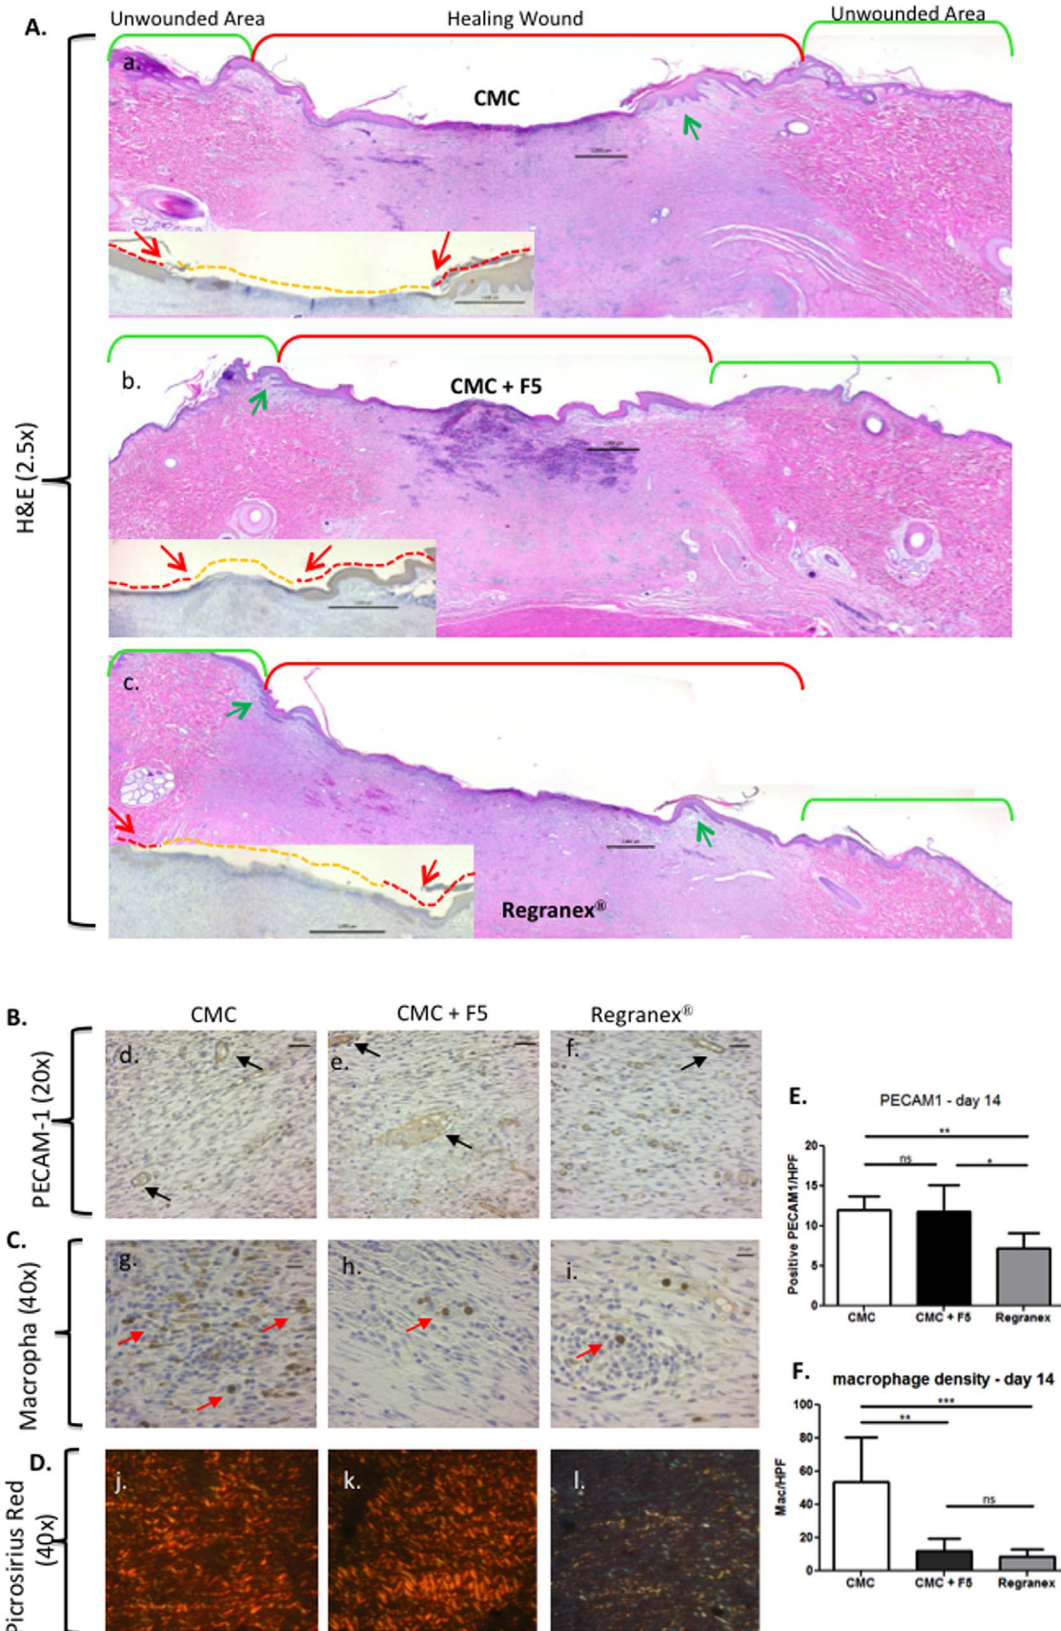 A.
Unwounded Area
Healing Wound
Unwounded Area
a.
CMC
b.
CMC + F5
H&E (2.5x)
c.
Regranex®
B.
CMC
CMC + F5
Regranex®
PECAM-1 (20x)
d.
e.
f.
C.
Macropha (40x)
g.
h.
i.
D.
Picrosirius Red
(40x)
j.
k.
l.
E.
PECAM1 - day 14
**
ns
*
Positive PECAM1/HPF
20
15
10
5
0
CMC
CMC + F5
Regranex
F.
macrophage density - day 14
***
**
ns
Mac/HPF
100
80
60
40
20
0
CMC
CMC + F5
Regranex